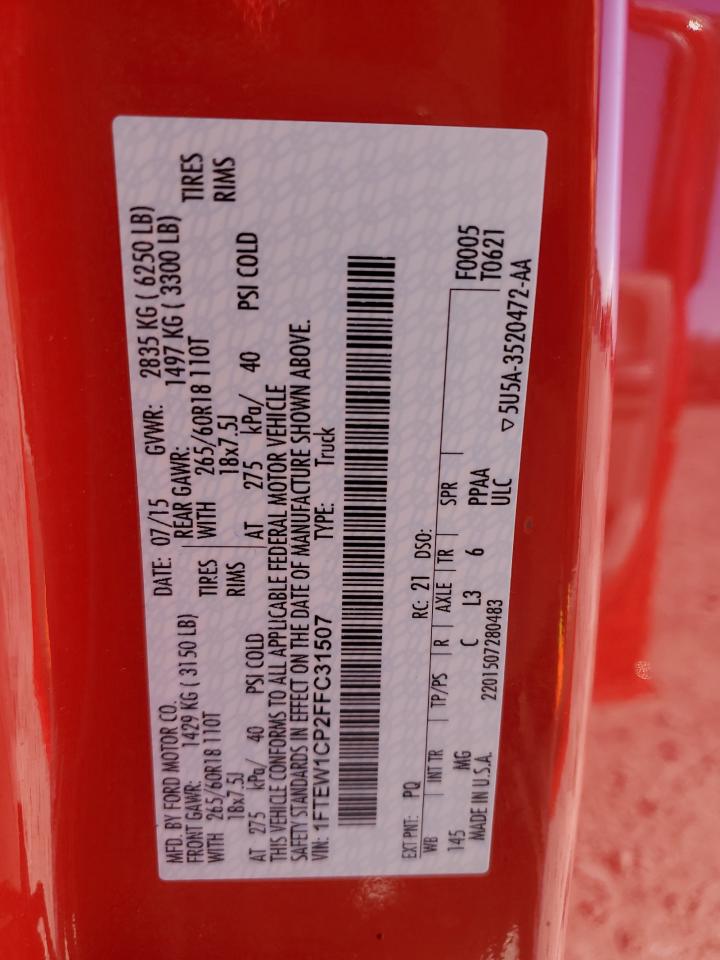 MFD. BY FORD MOTOR CO. DATE: 07/15 GVWR: 2835 KG ( 6250 LB)
FRONT GAWR: 1429 KG ( 3150 LB) REAR GAWR: 1497 KG ( 3300 LB)
WITH 265/60R18 110T TIRES WITH 265/60R18 110T TIRES
18x7.5J RIMS 18x7.5J RIMS
AT 275 kPa/ 40 PSI COLD AT 275 kPa/ 40 PSI COLD
THIS VEHICLE CONFORMS TO ALL APPLICABLE FEDERAL MOTOR VEHICLE
SAFETY STANDARDS IN EFFECT ON THE DATE OF MANUFACTURE SHOWN ABOVE.
VIN: 1FTEW1CP2FFC31507 TYPE: Truck
EXT PNT: PQ RC: 21 DSO: F0005
WB INT TR TP/PS R AXLE TR SPR T0621
145 MG C L3 6 PPAA
MADE IN U.S.A. 2201507280483 ULC ▽5U5A-3520472-AA